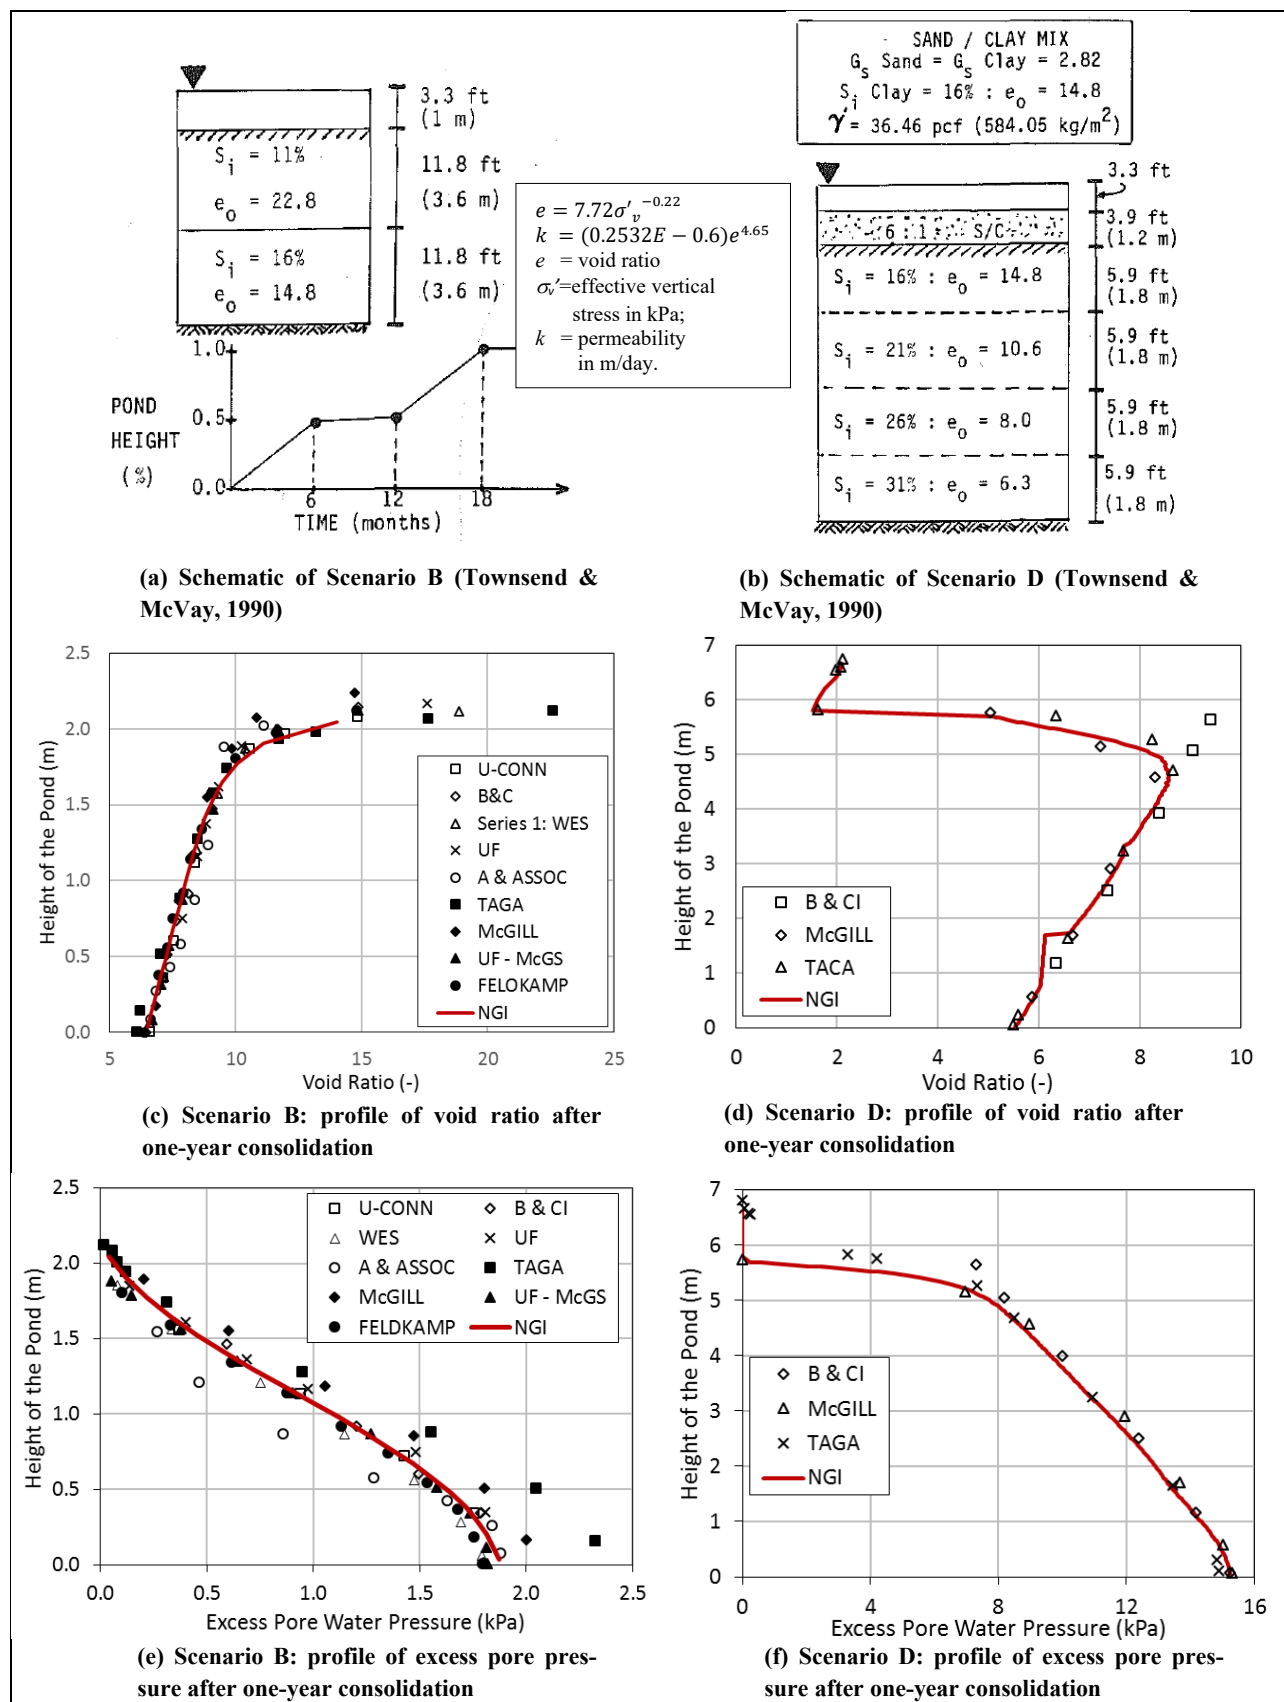 3.3 ft
(1 m)
S_i = 11%
e_o = 22.8
11.8 ft
(3.6 m)
S_i = 16%
e_o = 14.8
11.8 ft
(3.6 m)
e = 7.72σ'_v^−0.22
k = (0.2532E − 0.6)e^4.65
e = void ratio
σ_v'=effective vertical
stress in kPa;
k = permeability
in m/day.
POND
HEIGHT
(%)
1.0
0.5
0.0
6 12 18
TIME (months)
SAND / CLAY MIX
G_s Sand = G_s Clay = 2.82
S_i Clay = 16% : e_o = 14.8
γ' = 36.46 pcf (584.05 kg/m²)
3.3 ft
6 : 1 S/C
3.9 ft
(1.2 m)
S_i = 16% : e_o = 14.8
5.9 ft
(1.8 m)
S_i = 21% : e_o = 10.6
5.9 ft
(1.8 m)
S_i = 26% : e_o = 8.0
5.9 ft
(1.8 m)
S_i = 31% : e_o = 6.3
5.9 ft
(1.8 m)
(a) Schematic of Scenario B (Townsend &
McVay, 1990)
(b) Schematic of Scenario D (Townsend &
McVay, 1990)
Height of the Pond (m)
2.5
2.0
1.5
1.0
0.5
0.0
5 10 15 20 25
Void Ratio (-)
U-CONN
B&C
Series 1: WES
UF
A & ASSOC
TAGA
McGILL
UF - McGS
FELOKAMP
NGI
(c) Scenario B: profile of void ratio after
one-year consolidation
Height of the Pond (m)
7
6
5
4
3
2
1
0
0 2 4 6 8 10
Void Ratio (-)
B & CI
McGILL
TACA
NGI
(d) Scenario D: profile of void ratio after
one-year consolidation
Height of the Pond (m)
2.5
2.0
1.5
1.0
0.5
0.0
0.0 0.5 1.0 1.5 2.0 2.5
Excess Pore Water Pressure (kPa)
U-CONN B & CI
WES UF
A & ASSOC TAGA
McGILL UF - McGS
FELDKAMP NGI
(e) Scenario B: profile of excess pore pres-
sure after one-year consolidation
Height of the Pond (m)
7
6
5
4
3
2
1
0
0 4 8 12 16
Excess Pore Water Pressure (kPa)
B & CI
McGILL
TAGA
NGI
(f) Scenario D: profile of excess pore pres-
sure after one-year consolidation